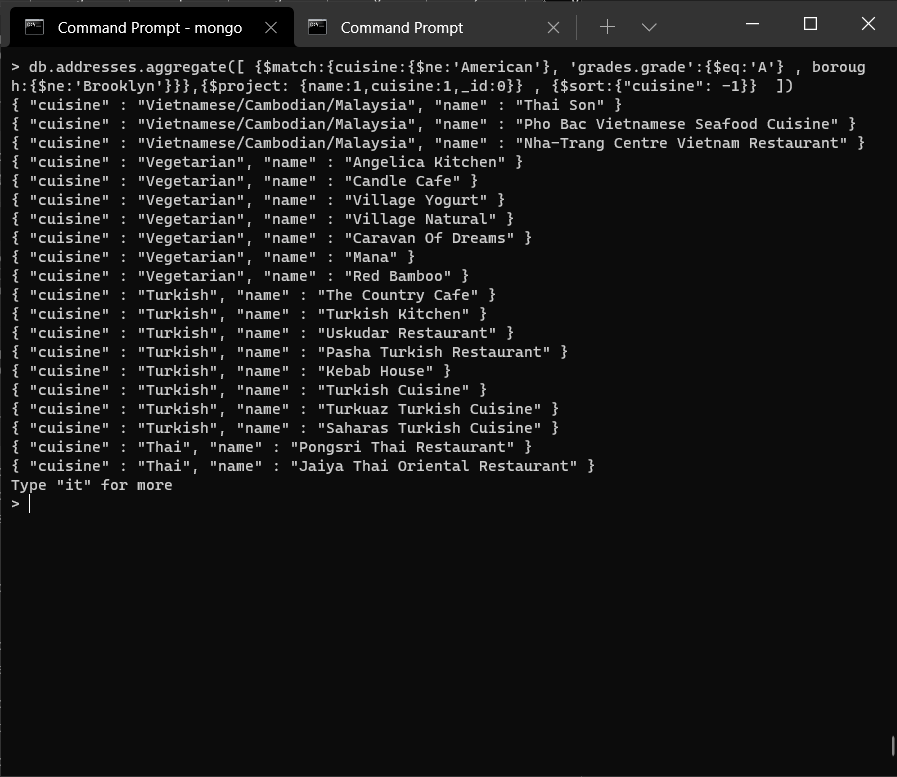 Command Prompt - mongo
Command Prompt
> db.addresses.aggregate([ {$match:{cuisine:{$ne:'American'}, 'grades.grade':{$eq:'A'} , boroug
h:{$ne:'Brooklyn'}}},{$project: {name:1,cuisine:1,_id:0}} , {$sort:{"cuisine": -1}}  ])
{ "cuisine" : "Vietnamese/Cambodian/Malaysia", "name" : "Thai Son" }
{ "cuisine" : "Vietnamese/Cambodian/Malaysia", "name" : "Pho Bac Vietnamese Seafood Cuisine" }
{ "cuisine" : "Vietnamese/Cambodian/Malaysia", "name" : "Nha-Trang Centre Vietnam Restaurant" }
{ "cuisine" : "Vegetarian", "name" : "Angelica Kitchen" }
{ "cuisine" : "Vegetarian", "name" : "Candle Cafe" }
{ "cuisine" : "Vegetarian", "name" : "Village Yogurt" }
{ "cuisine" : "Vegetarian", "name" : "Village Natural" }
{ "cuisine" : "Vegetarian", "name" : "Caravan Of Dreams" }
{ "cuisine" : "Vegetarian", "name" : "Mana" }
{ "cuisine" : "Vegetarian", "name" : "Red Bamboo" }
{ "cuisine" : "Turkish", "name" : "The Country Cafe" }
{ "cuisine" : "Turkish", "name" : "Turkish Kitchen" }
{ "cuisine" : "Turkish", "name" : "Uskudar Restaurant" }
{ "cuisine" : "Turkish", "name" : "Pasha Turkish Restaurant" }
{ "cuisine" : "Turkish", "name" : "Kebab House" }
{ "cuisine" : "Turkish", "name" : "Turkish Cuisine" }
{ "cuisine" : "Turkish", "name" : "Turkuaz Turkish Cuisine" }
{ "cuisine" : "Turkish", "name" : "Saharas Turkish Cuisine" }
{ "cuisine" : "Thai", "name" : "Pongsri Thai Restaurant" }
{ "cuisine" : "Thai", "name" : "Jaiya Thai Oriental Restaurant" }
Type "it" for more
>